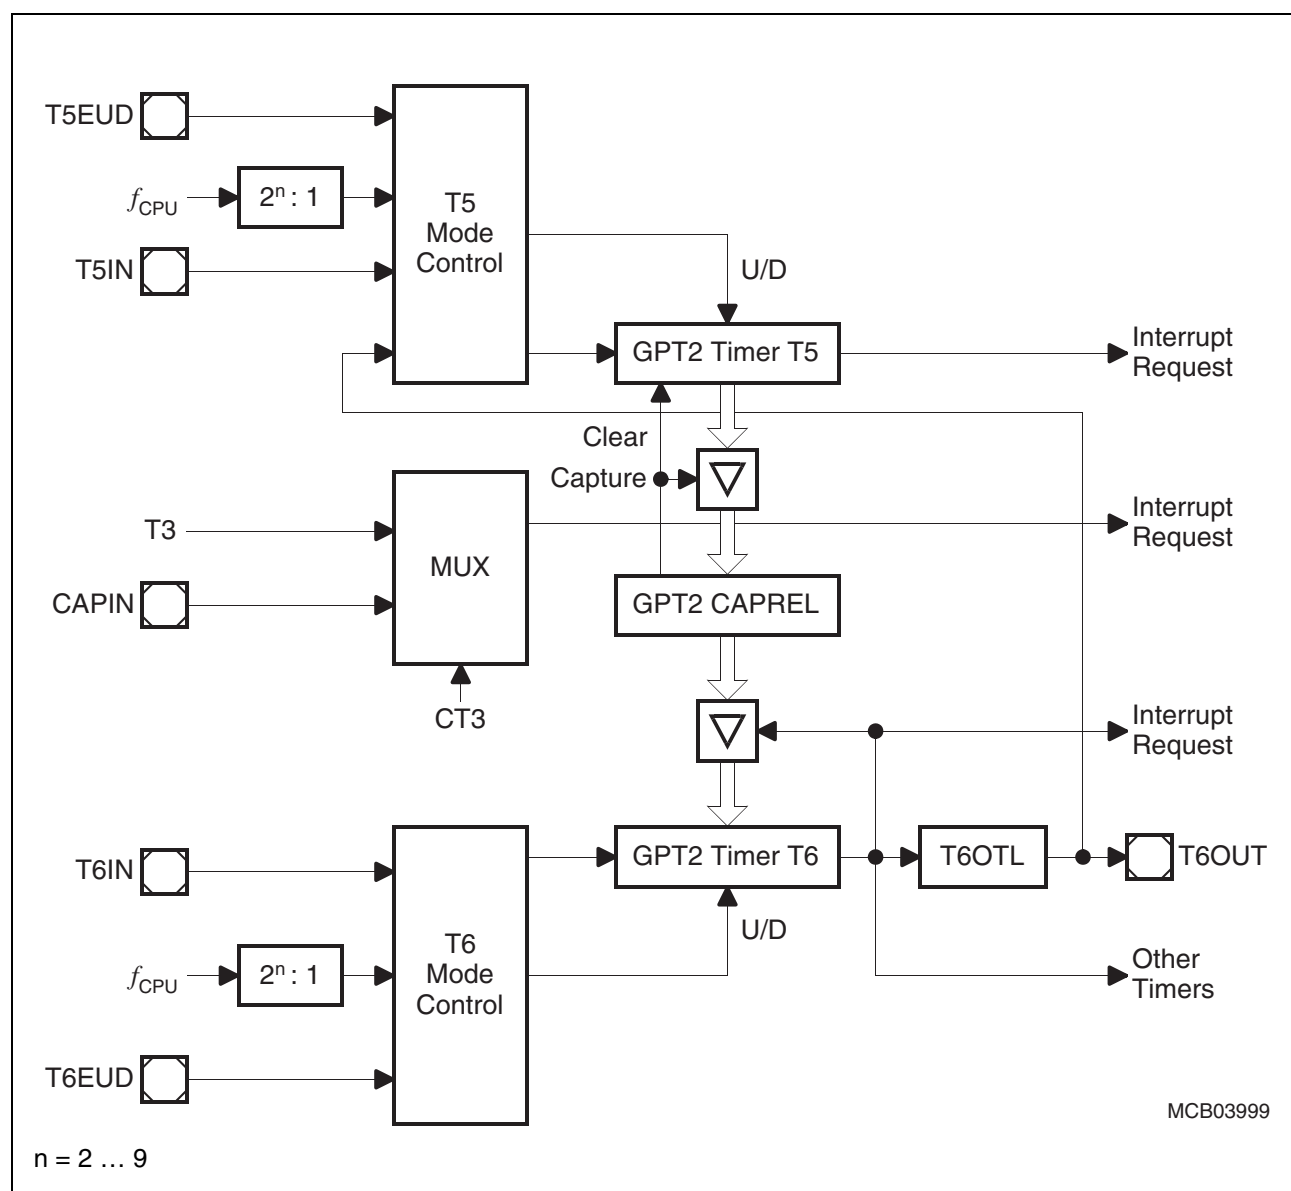 T5EUD
fCPU
2ⁿ : 1
T5IN
T5
Mode
Control
U/D
GPT2 Timer T5
Interrupt
Request
Clear
Capture
T3
CAPIN
MUX
CT3
Interrupt
Request
GPT2 CAPREL
Interrupt
Request
T6IN
fCPU
2ⁿ : 1
T6EUD
T6
Mode
Control
GPT2 Timer T6
U/D
T6OTL
T6OUT
Other
Timers
MCB03999
n = 2 … 9